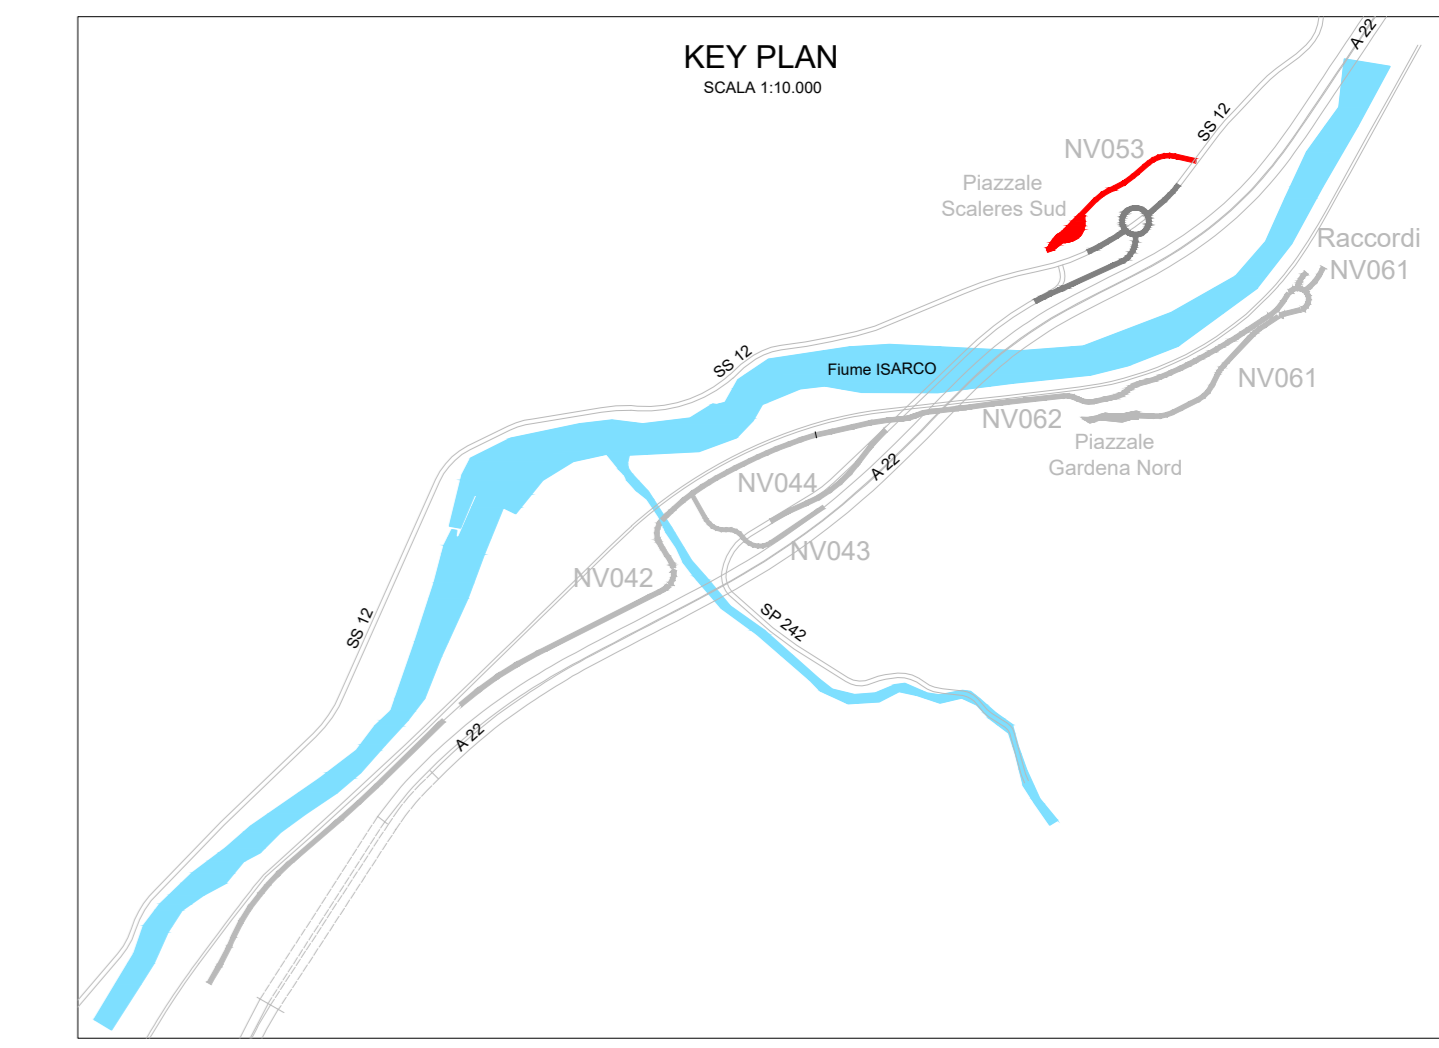 KEY PLAN
SCALA 1:10.000
A 22
SS 12
NV053
Piazzale
Scaleres Sud
Raccordi
NV061
SS 12
Fiume ISARCO
NV061
NV062
Piazzale
Gardena Nord
A 22
NV044
NV043
NV042
SP 242
SS 12
A 22